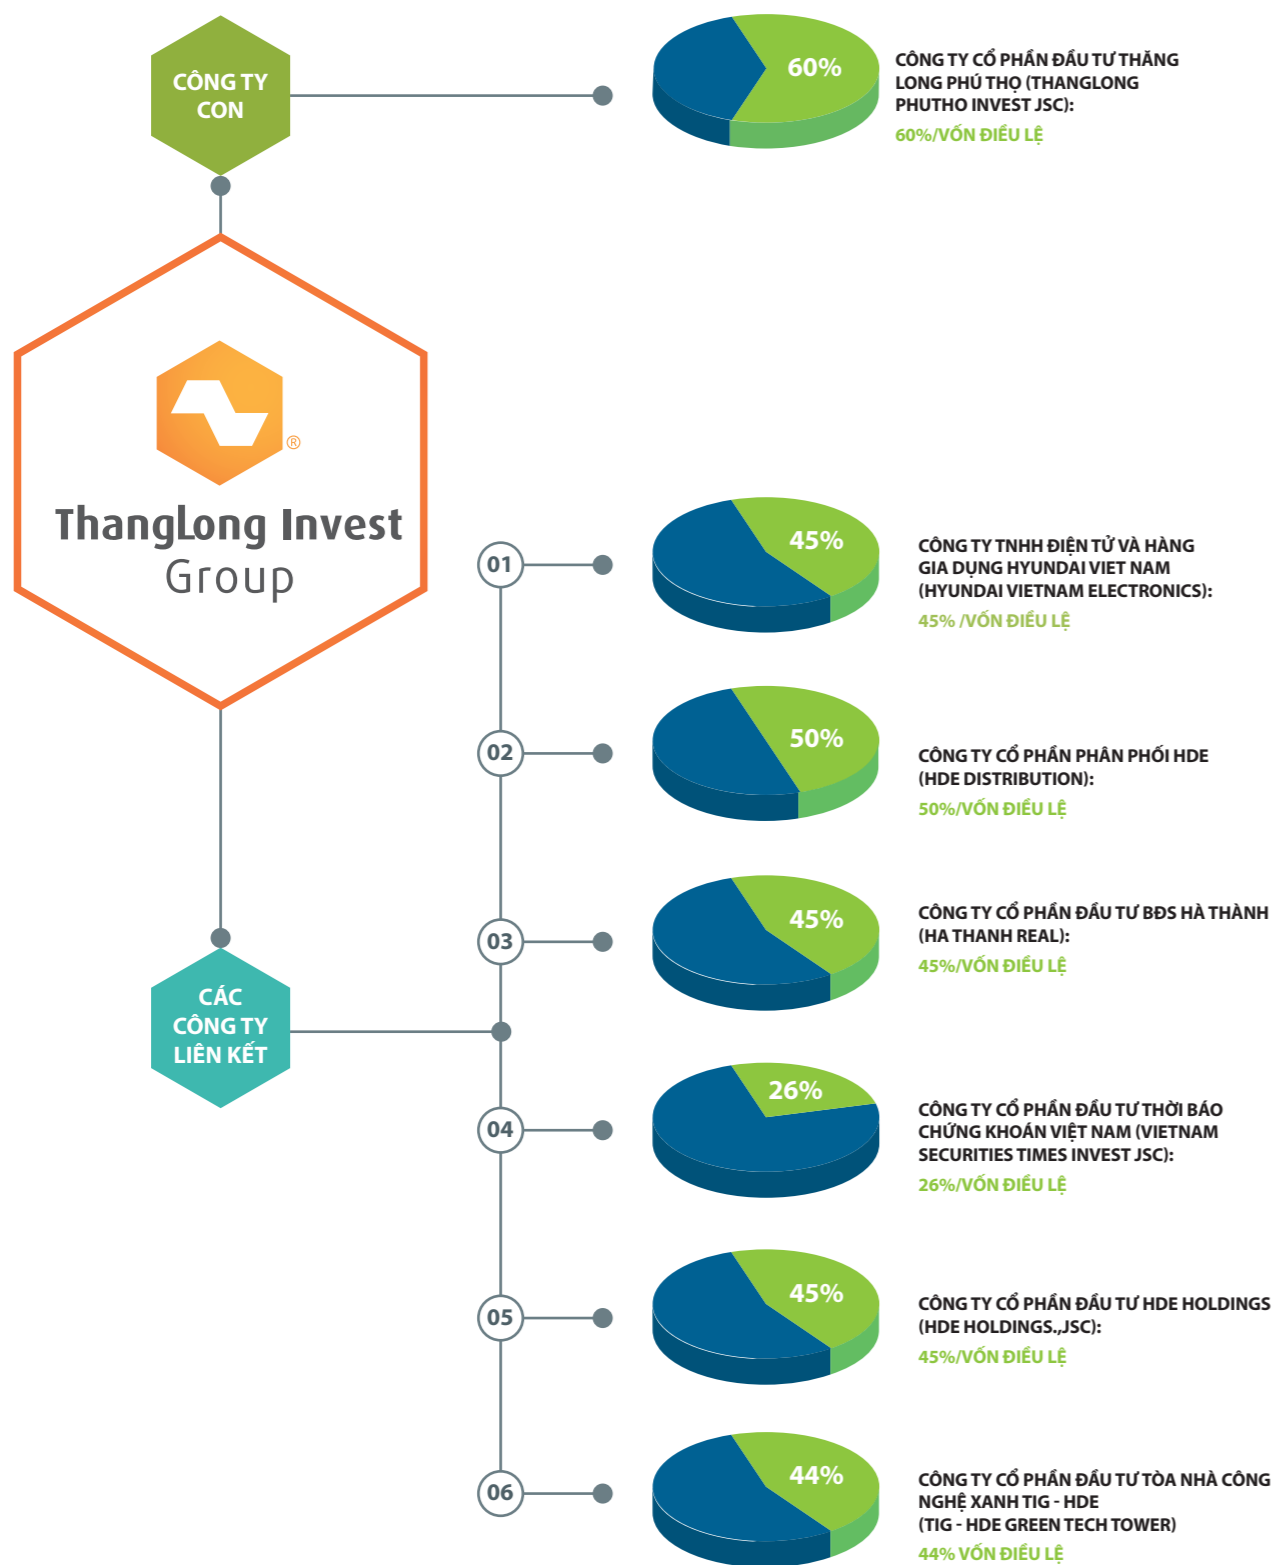 CÔNG TY
CON
60%
CÔNG TY CỔ PHẦN ĐẦU TƯ THĂNG
LONG PHÚ THỌ (THANGLONG
PHUTHO INVEST JSC):
60%/VỐN ĐIỀU LỆ
®
ThangLong Invest
Group
01
45%
CÔNG TY TNHH ĐIỆN TỬ VÀ HÀNG
GIA DỤNG HYUNDAI VIET NAM
(HYUNDAI VIETNAM ELECTRONICS):
45% /VỐN ĐIỀU LỆ
02
50%
CÔNG TY CỔ PHẦN PHÂN PHỐI HDE
(HDE DISTRIBUTION):
50%/VỐN ĐIỀU LỆ
03
45%
CÔNG TY CỔ PHẦN ĐẦU TƯ BĐS HÀ THÀNH
(HA THANH REAL):
45%/VỐN ĐIỀU LỆ
CÁC
CÔNG TY
LIÊN KẾT
04
26%
CÔNG TY CỔ PHẦN ĐẦU TƯ THỜI BÁO
CHỨNG KHOÁN VIỆT NAM (VIETNAM
SECURITIES TIMES INVEST JSC):
26%/VỐN ĐIỀU LỆ
05
45%
CÔNG TY CỔ PHẦN ĐẦU TƯ HDE HOLDINGS
(HDE HOLDINGS.,JSC):
45%/VỐN ĐIỀU LỆ
06
44%
CÔNG TY CỔ PHẦN ĐẦU TƯ TÒA NHÀ CÔNG
NGHỆ XANH TIG - HDE
(TIG - HDE GREEN TECH TOWER)
44% VỐN ĐIỀU LỆ